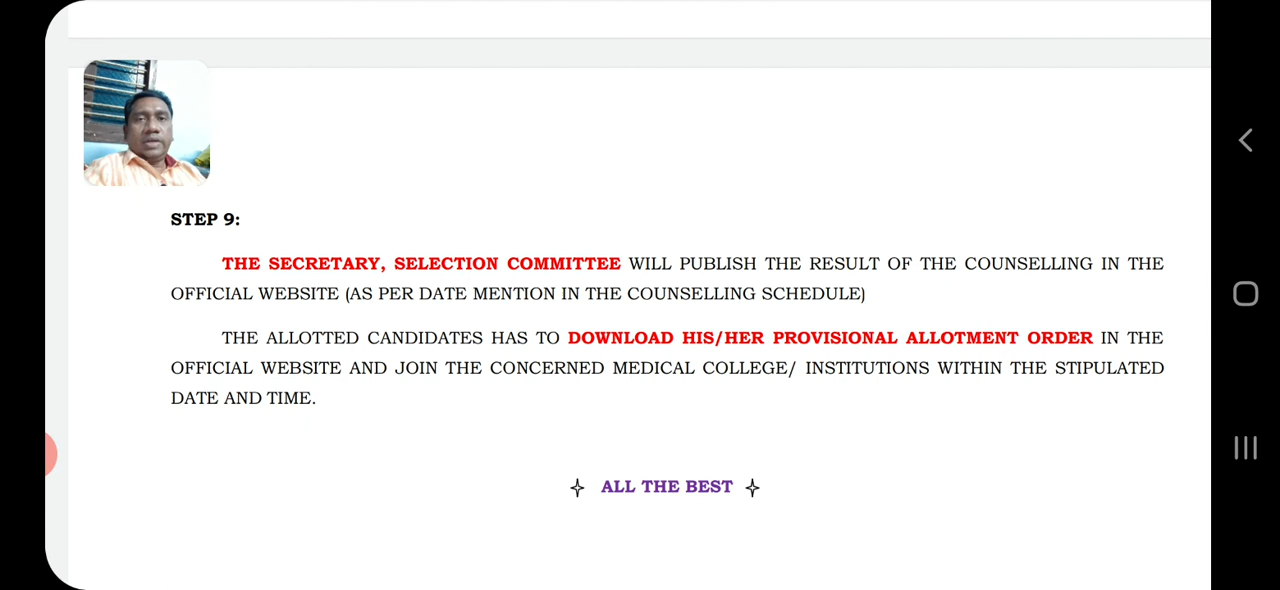 STEP 9:
THE SECRETARY, SELECTION COMMITTEE WILL PUBLISH THE RESULT OF THE COUNSELLING IN THE
OFFICIAL WEBSITE (AS PER DATE MENTION IN THE COUNSELLING SCHEDULE)
THE ALLOTTED CANDIDATES HAS TO DOWNLOAD HIS/HER PROVISIONAL ALLOTMENT ORDER IN THE
OFFICIAL WEBSITE AND JOIN THE CONCERNED MEDICAL COLLEGE/ INSTITUTIONS WITHIN THE STIPULATED
DATE AND TIME.
ALL THE BEST